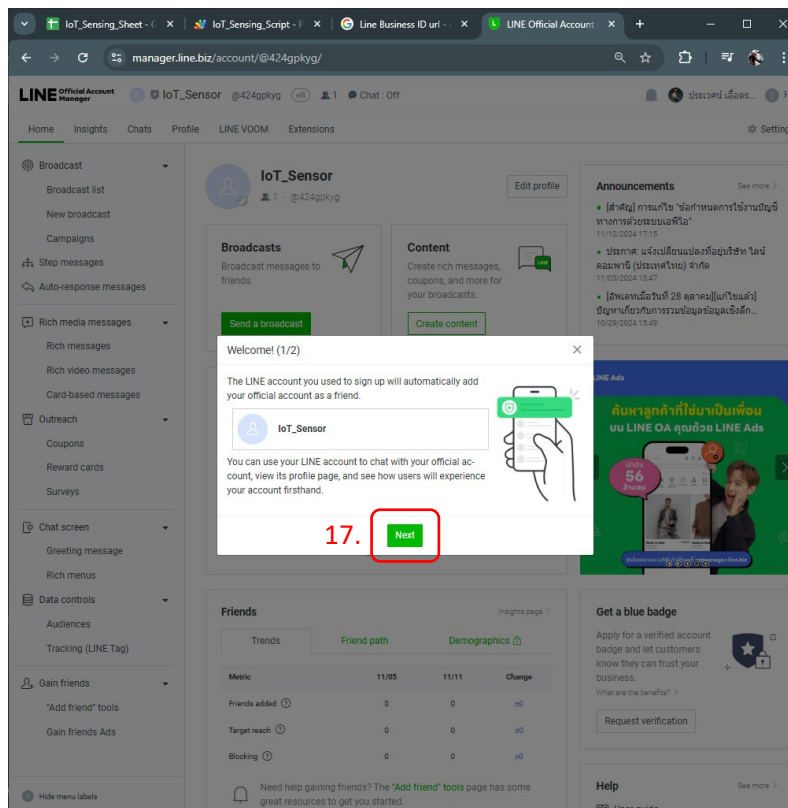 IoT_Sensing_Sheet - G
IoT_Sensing_Script - P
Line Business ID url -
LINE Official Account
manager.line.biz/account/@424gpkyg/
LINE Official Account Manager
IoT_Sensor @424gpkyg 1 Chat : Off
ประเวศน์ เอื้อตร...
Home Insights Chats Profile LINE VOOM Extensions
Setting
Broadcast
Broadcast list
New broadcast
Campaigns
Step messages
Auto-response messages
Rich media messages
Rich messages
Rich video messages
Card-based messages
Outreach
Coupons
Reward cards
Surveys
Chat screen
Greeting message
Rich menus
Data controls
Audiences
Tracking (LINE Tag)
Gain friends
"Add friend" tools
Gain friends Ads
Hide menu labels
IoT_Sensor
1 · @424gpkyg
Edit profile
Broadcasts
Broadcast messages to
friends.
Send a broadcast
Content
Create rich messages,
coupons, and more for
your broadcasts.
Create content
Welcome! (1/2)
The LINE account you used to sign up will automatically add
your official account as a friend.
IoT_Sensor
You can use your LINE account to chat with your official ac-
count, view its profile page, and see how users will experience
your account firsthand.
17.
Next
Friends
Insights page
Trends Friend path Demographics
Metric 11/05 11/11 Change
Friends added 0 0 ±0
Target reach 0 0 ±0
Blocking 0 0 ±0
Need help gaining friends? The "Add friend" tools page has some
great resources to get you started.
Announcements
See more
[สำคัญ] การแก้ไข "ข้อกำหนดการใช้งานบัญชี
ทางการด้วยระบบเอพีไอ"
11/12/2024 17:15
ประกาศ: แจ้งเปลี่ยนแปลงที่อยู่บริษัท ไลน์
คอมพานี (ประเทศไทย) จำกัด
11/05/2024 15:47
[อัพเดทเมื่อวันที่ 28 ตุลาคม][แก้ไขแล้ว]
ปัญหาเกี่ยวกับการรวมข้อมูลข้อมูลเชิงลึก...
10/29/2024 15:49
LINE Ads
ค้นหาลูกค้าที่ใช่มาเป็นเพื่อน
บน LINE OA คุณด้วย LINE Ads
เข้าถึง
56
ล้านคน
Get a blue badge
Apply for a verified account
badge and let customers
know they can trust your
business.
What are the benefits?
Request verification
Help
See more
User guide